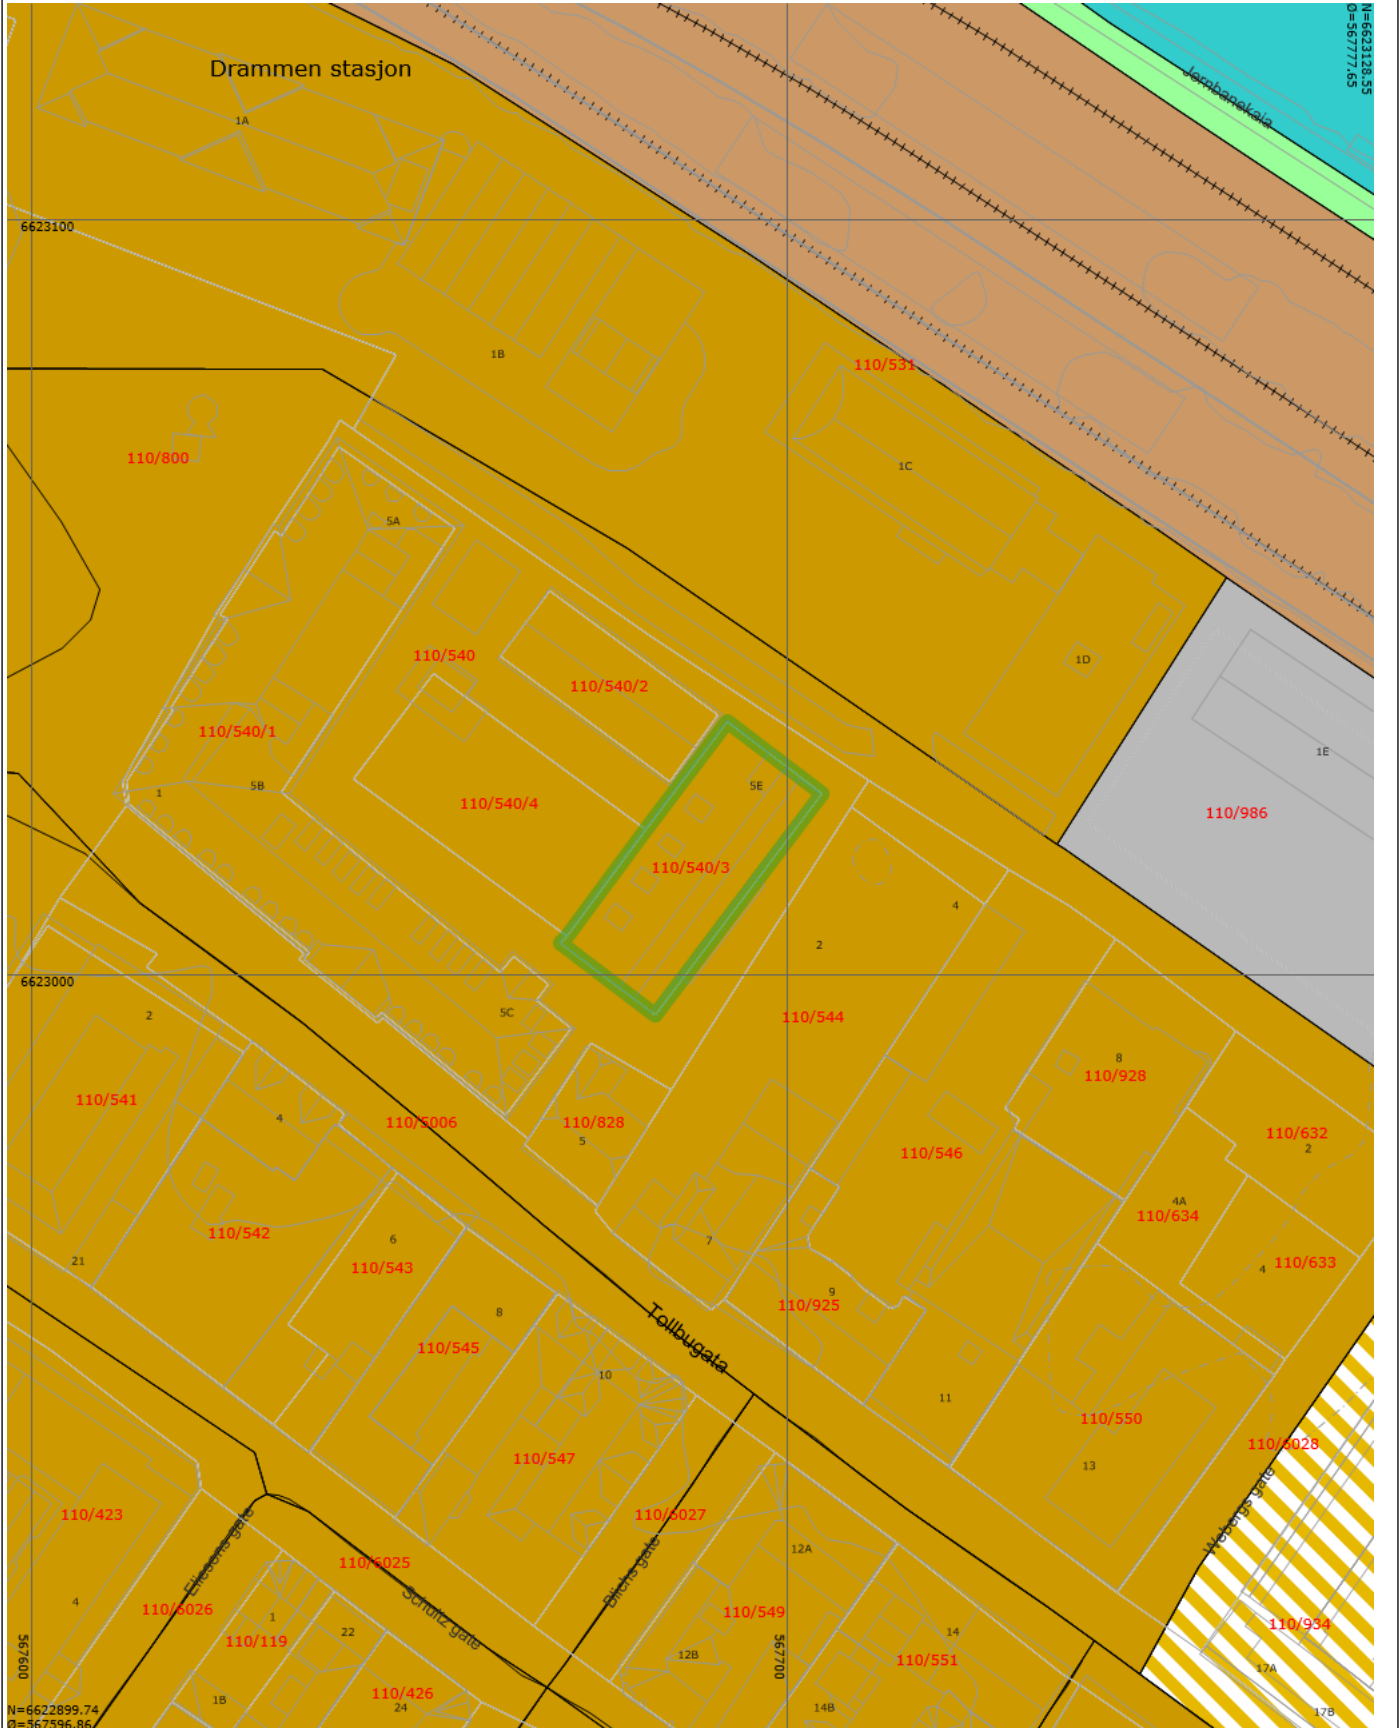 N=6623128.55
Ø=567777.65
Drammen stasjon
Jernbanekaia
1A
6623100
1B
110/531
110/800
1C
5A
110/540
1D
110/540/2
110/540/1
1E
5B
5E
1
110/540/4
110/986
110/540/3
4
2
6623000
2
5C
110/544
8
110/928
110/541
4
110/5006
110/828
110/632
5
2
110/546
4A
110/634
110/542
6
7
21
110/543
4
110/633
9
8
110/925
Tollbugata
110/545
10
11
110/550
110/6028
110/547
13
110/423
110/6027
Webergs gate
Eliesons gate
12A
110/6025
Blichs gate
Schultz gate
4
110/6026
1
110/549
22
14
110/934
110/119
12B
567600
567700
110/551
17A
110/426
1B
24
14B
17B
N=6622899.74
Ø=567596.86